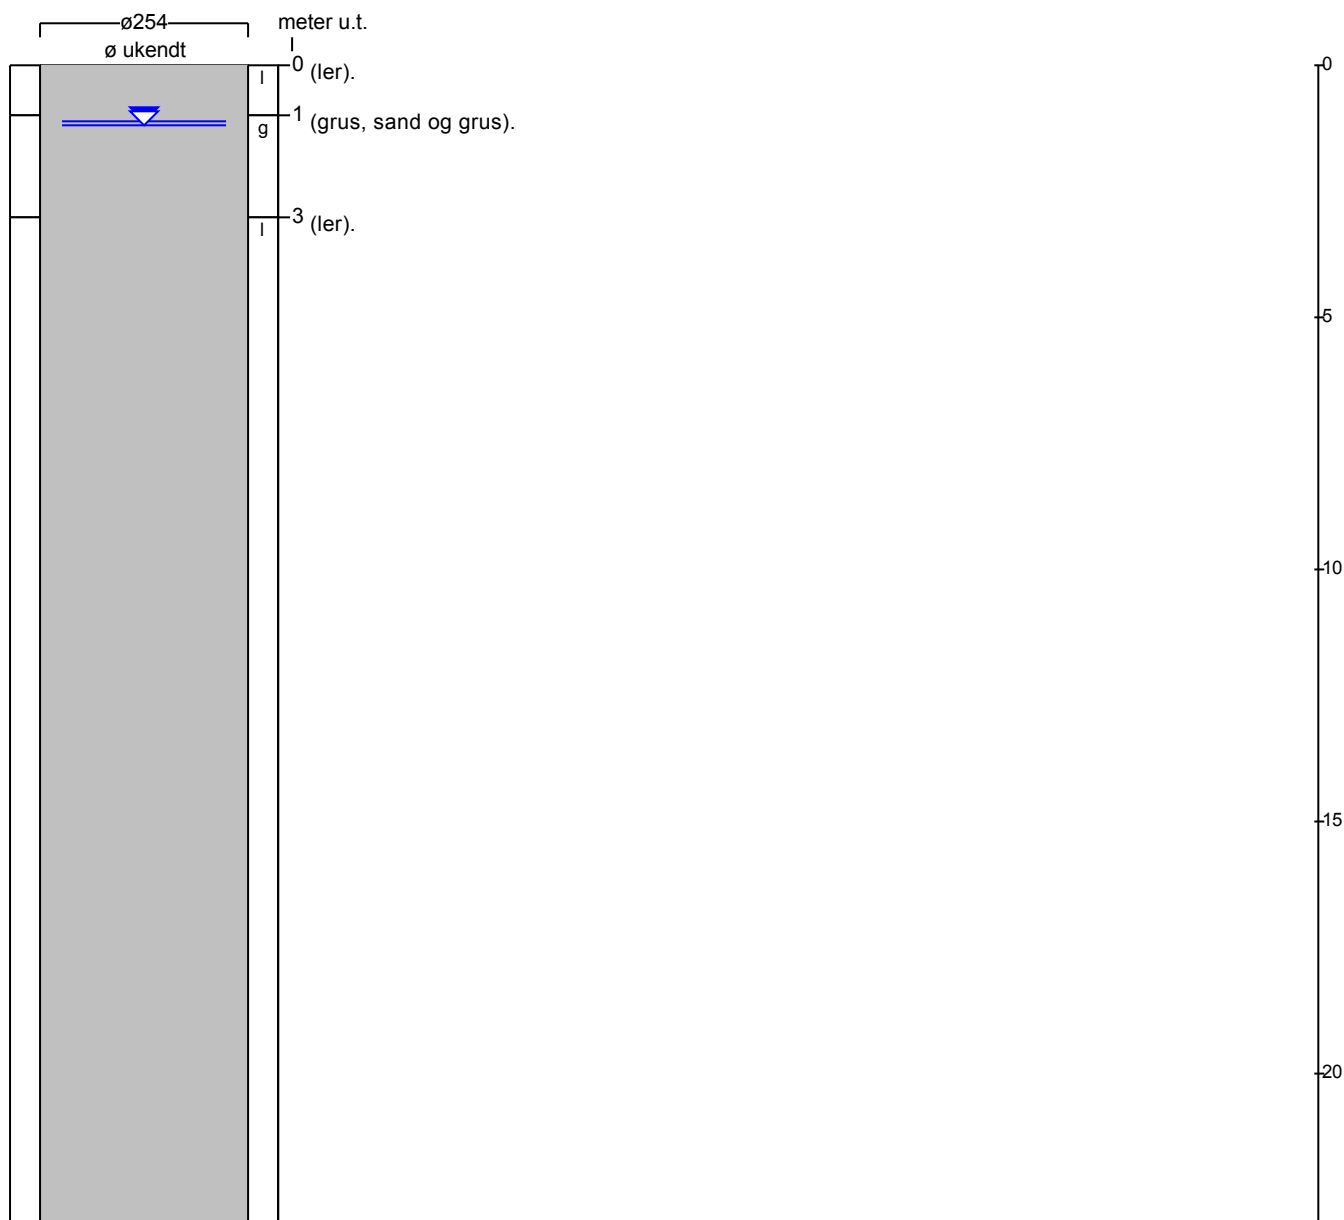 ø254 meter u.t.
ø ukendt
0 (ler). 0
l
1 (grus, sand og grus).
g
3 (ler).
l
5
10
15
20